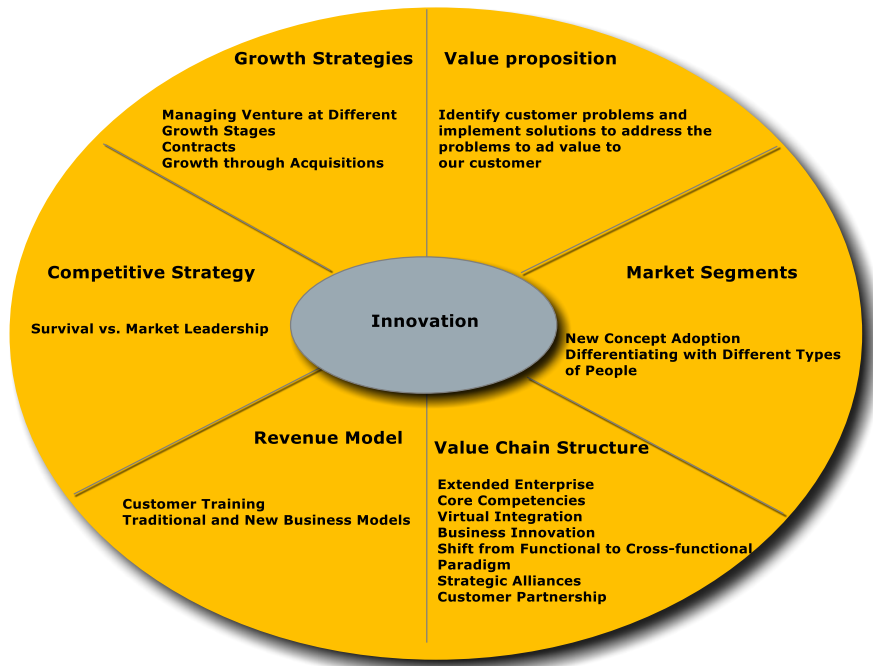 Growth Strategies
Managing Venture at Different
Growth Stages
Contracts
Growth through Acquisitions
Value proposition
Identify customer problems and
implement solutions to address the
problems to ad value to
our customer
Competitive Strategy
Survival vs. Market Leadership
Innovation
Market Segments
New Concept Adoption
Differentiating with Different Types
of People
Revenue Model
Customer Training
Traditional and New Business Models
Value Chain Structure
Extended Enterprise
Core Competencies
Virtual Integration
Business Innovation
Shift from Functional to Cross-functional
Paradigm
Strategic Alliances
Customer Partnership